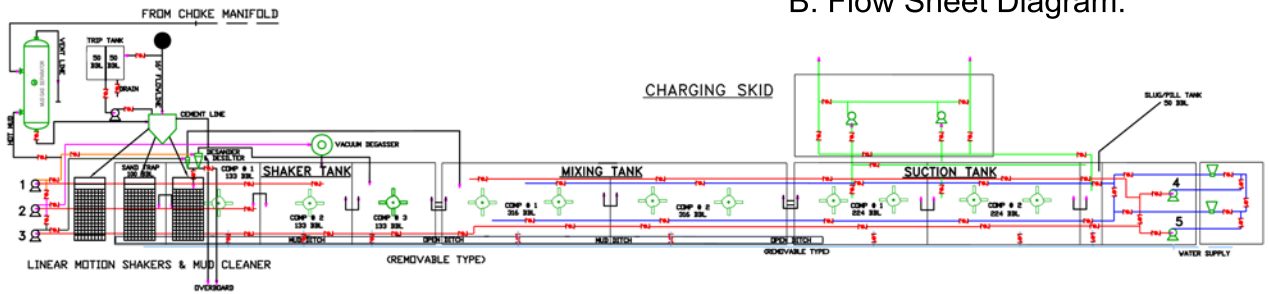 B. Flow Sheet Diagram.
FROM CHOKE MANIFOLD
TRIP TANK
50 BBL
50 BBL
VENT LINE
16" FLOWLINE
DRAIN
HOT MUD
CEMENT LINE
DESANDER
& DESILTER
VACUUM DEGASSER
CHARGING SKID
SLUG/PILL TANK
50 BBL
SAND TRAP
100 BBL
COMP # 1
133 BBL
SHAKER TANK
MIXING TANK
SUCTION TANK
1
2
3
4
5
COMP # 2
133 BBL
COMP # 3
133 BBL
COMP # 1
316 BBL
COMP # 2
316 BBL
COMP # 1
224 BBL
COMP # 2
224 BBL
MUD DITCH
OPEN DITCH
MUD DITCH
OPEN DITCH
(REMOVABLE TYPE)
(REMOVABLE TYPE)
WATER SUPPLY
LINEAR MOTION SHAKERS & MUD CLEANER
OVERBOARD